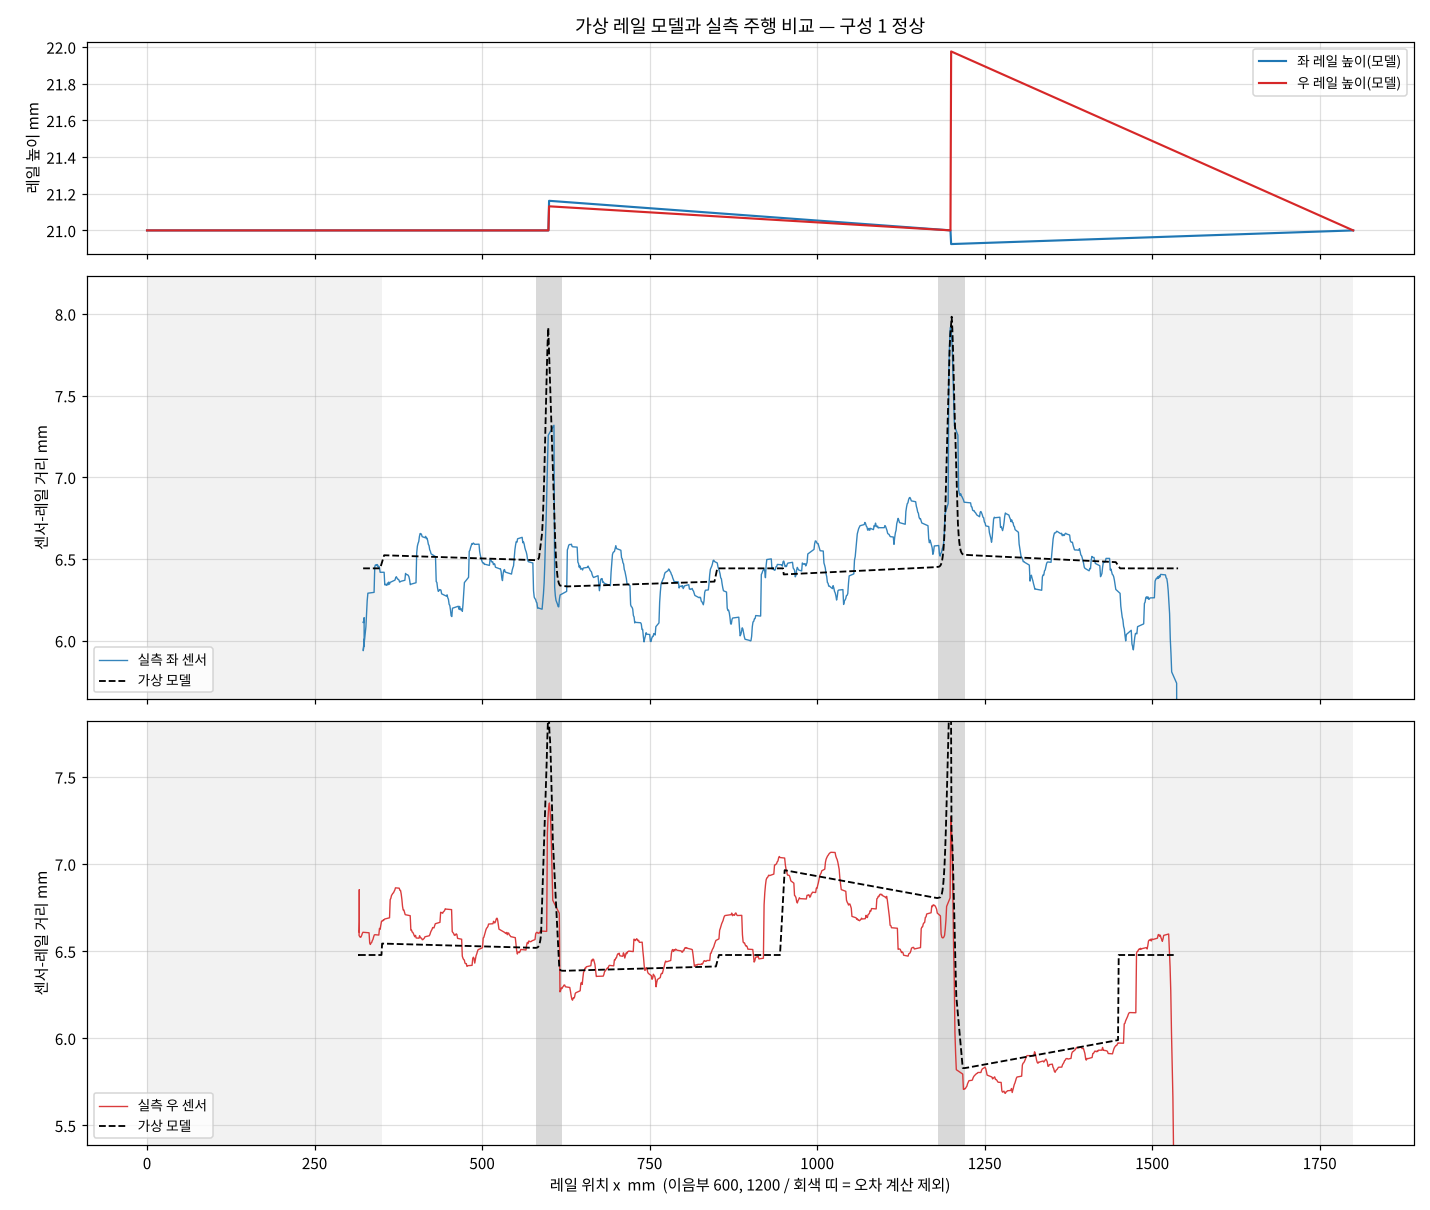 가상 레일 모델과 실측 주행 비교 — 구성 1 정상
레일 높이 mm
22.0
21.8
21.6
21.4
21.2
21.0
좌 레일 높이(모델)
우 레일 높이(모델)
센서-레일 거리 mm
8.0
7.5
7.0
6.5
6.0
실측 좌 센서
가상 모델
센서-레일 거리 mm
7.5
7.0
6.5
6.0
5.5
실측 우 센서
가상 모델
0
250
500
750
1000
1250
1500
1750
레일 위치 x mm (이음부 600, 1200 / 회색 띠 = 오차 계산 제외)